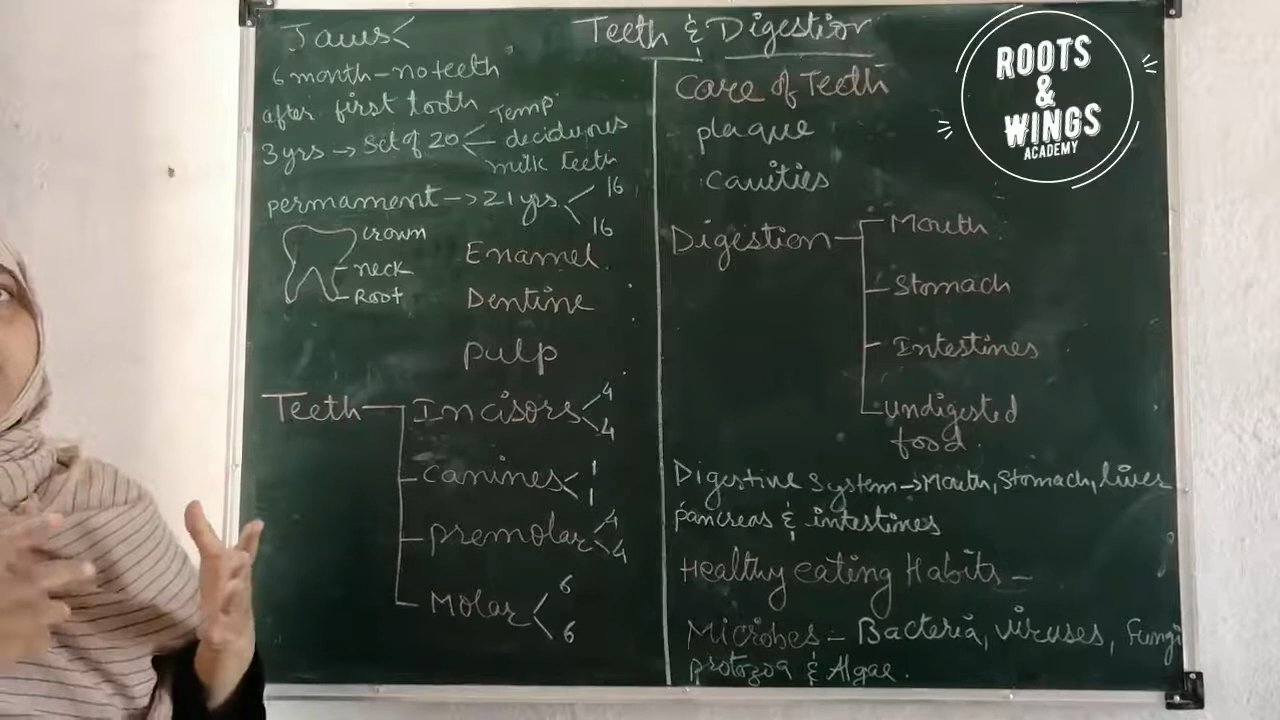 Teeth & Digestion
Jaws
6 month - no teeth
after first tooth
3 yrs → Set of 20
Temp
deciduous
milk teeth
permamant -> 21 yrs
16
16
crown
neck
Root
Enamel
Dentine
pulp
Teeth
Incisors
4
4
canines
1
1
premolar
4
4
Molar
6
6
Care of Teeth
plaque
cavities
Digestion
Mouth
Stomach
Intestines
undigested
food
Digestive System → Mouth, Stomach, liver
pancreas & intestines
Healthy eating Habits -
Microbes - Bacteria, viruses, Fungi
protozoa & Algae.
ROOTS
&
WINGS
ACADEMY